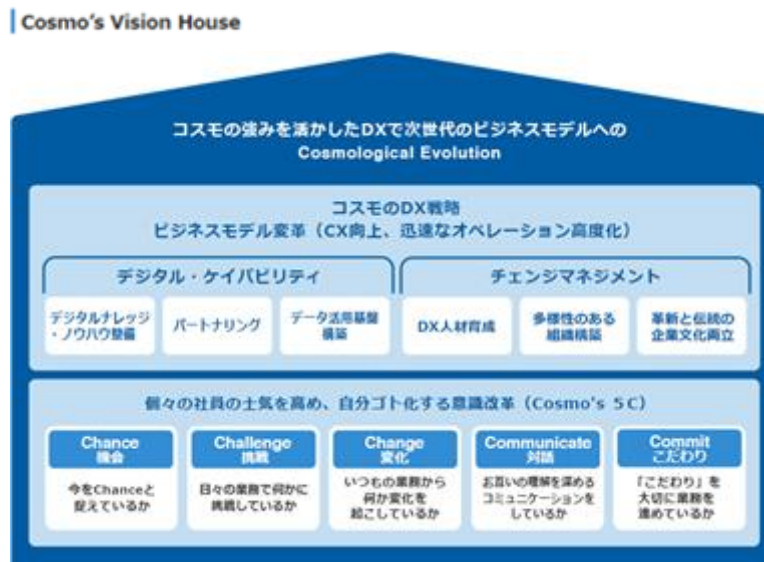 Cosmo's Vision House
コスモの強みを活かしたDXで次世代のビジネスモデルへの
Cosmological Evolution
コスモのDX戦略
ビジネスモデル変革（CX向上、迅速なオペレーション高度化）
デジタル・ケイパビリティ
チェンジマネジメント
デジタルナレッジ
・ノウハウ整備
パートナリング
データ活用基盤
構築
DX人材育成
多様性のある
組織構築
革新と伝統の
企業文化両立
個々の社員の士気を高め、自分ゴト化する意識改革（Cosmo's 5C）
Chance
機会
今をChanceと
捉えているか
Challenge
挑戦
日々の業務で何かに
挑戦しているか
Change
変化
いつもの業務から
何か変化を
起こしているか
Communicate
対話
お互いの理解を深める
コミュニケーションを
しているか
Commit
こだわり
「こだわり」を
大切に業務を
進めているか